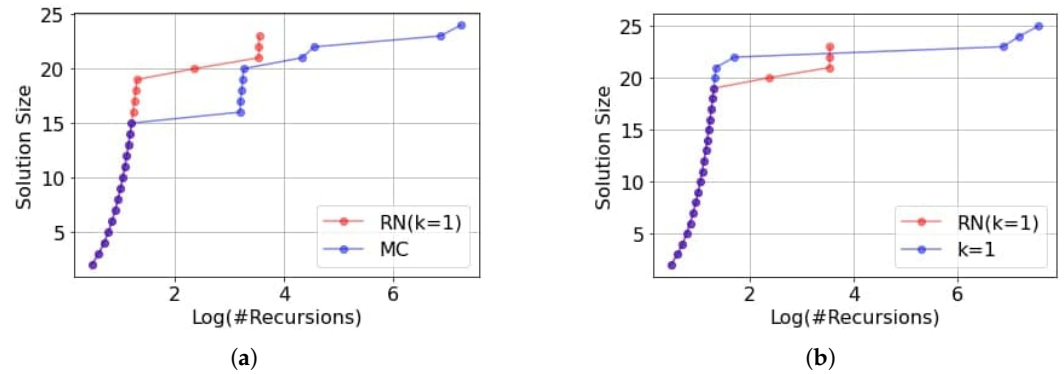 25
20
15
10
5
Solution Size
RN(k=1)
MC
2 4 6
Log(#Recursions)
(a)
25
20
15
10
5
Solution Size
RN(k=1)
k=1
2 4 6
Log(#Recursions)
(b)